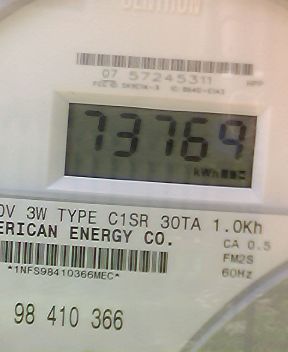 CENTRON
07 57245311
73769
kWh
0V 3W TYPE C1SR 30TA 1.0Kh
ERICAN ENERGY CO.
CA 0.5
FM2S
60Hz
*1NFS98410366MEC*
98 410 366